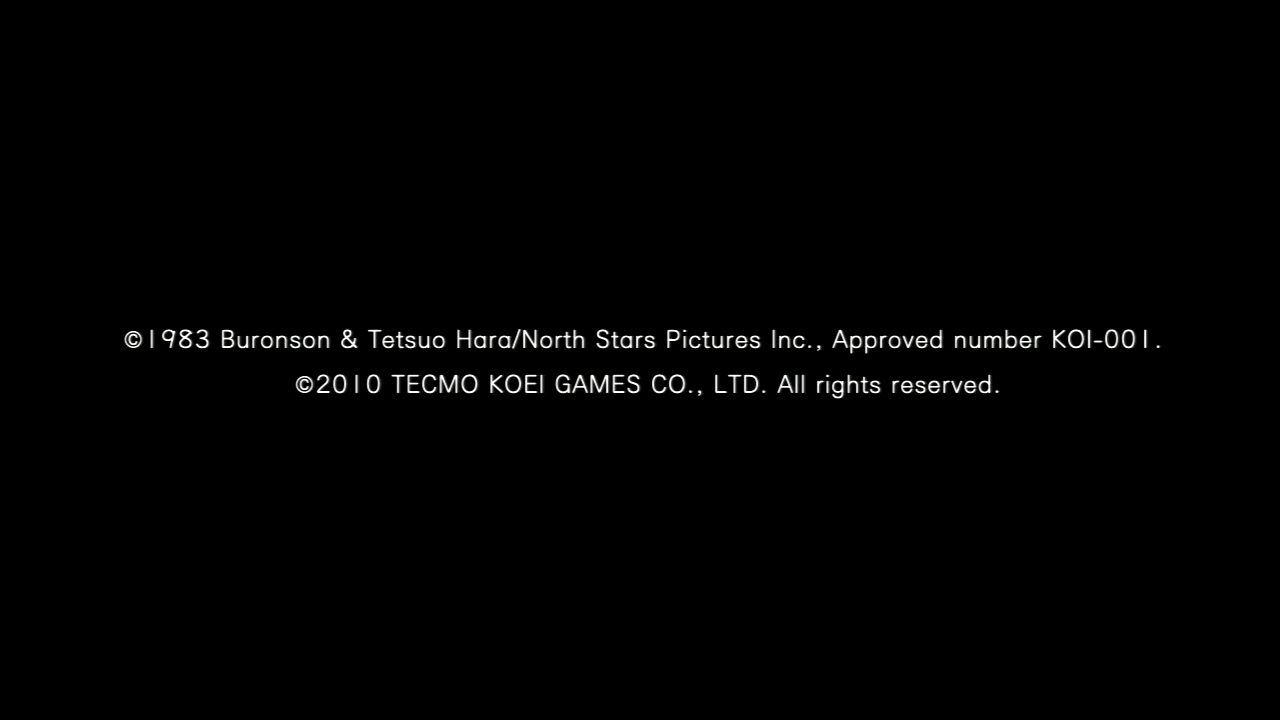 ©1983 Buronson & Tetsuo Hara/North Stars Pictures Inc., Approved number KOI-001.
©2010 TECMO KOEI GAMES CO., LTD. All rights reserved.